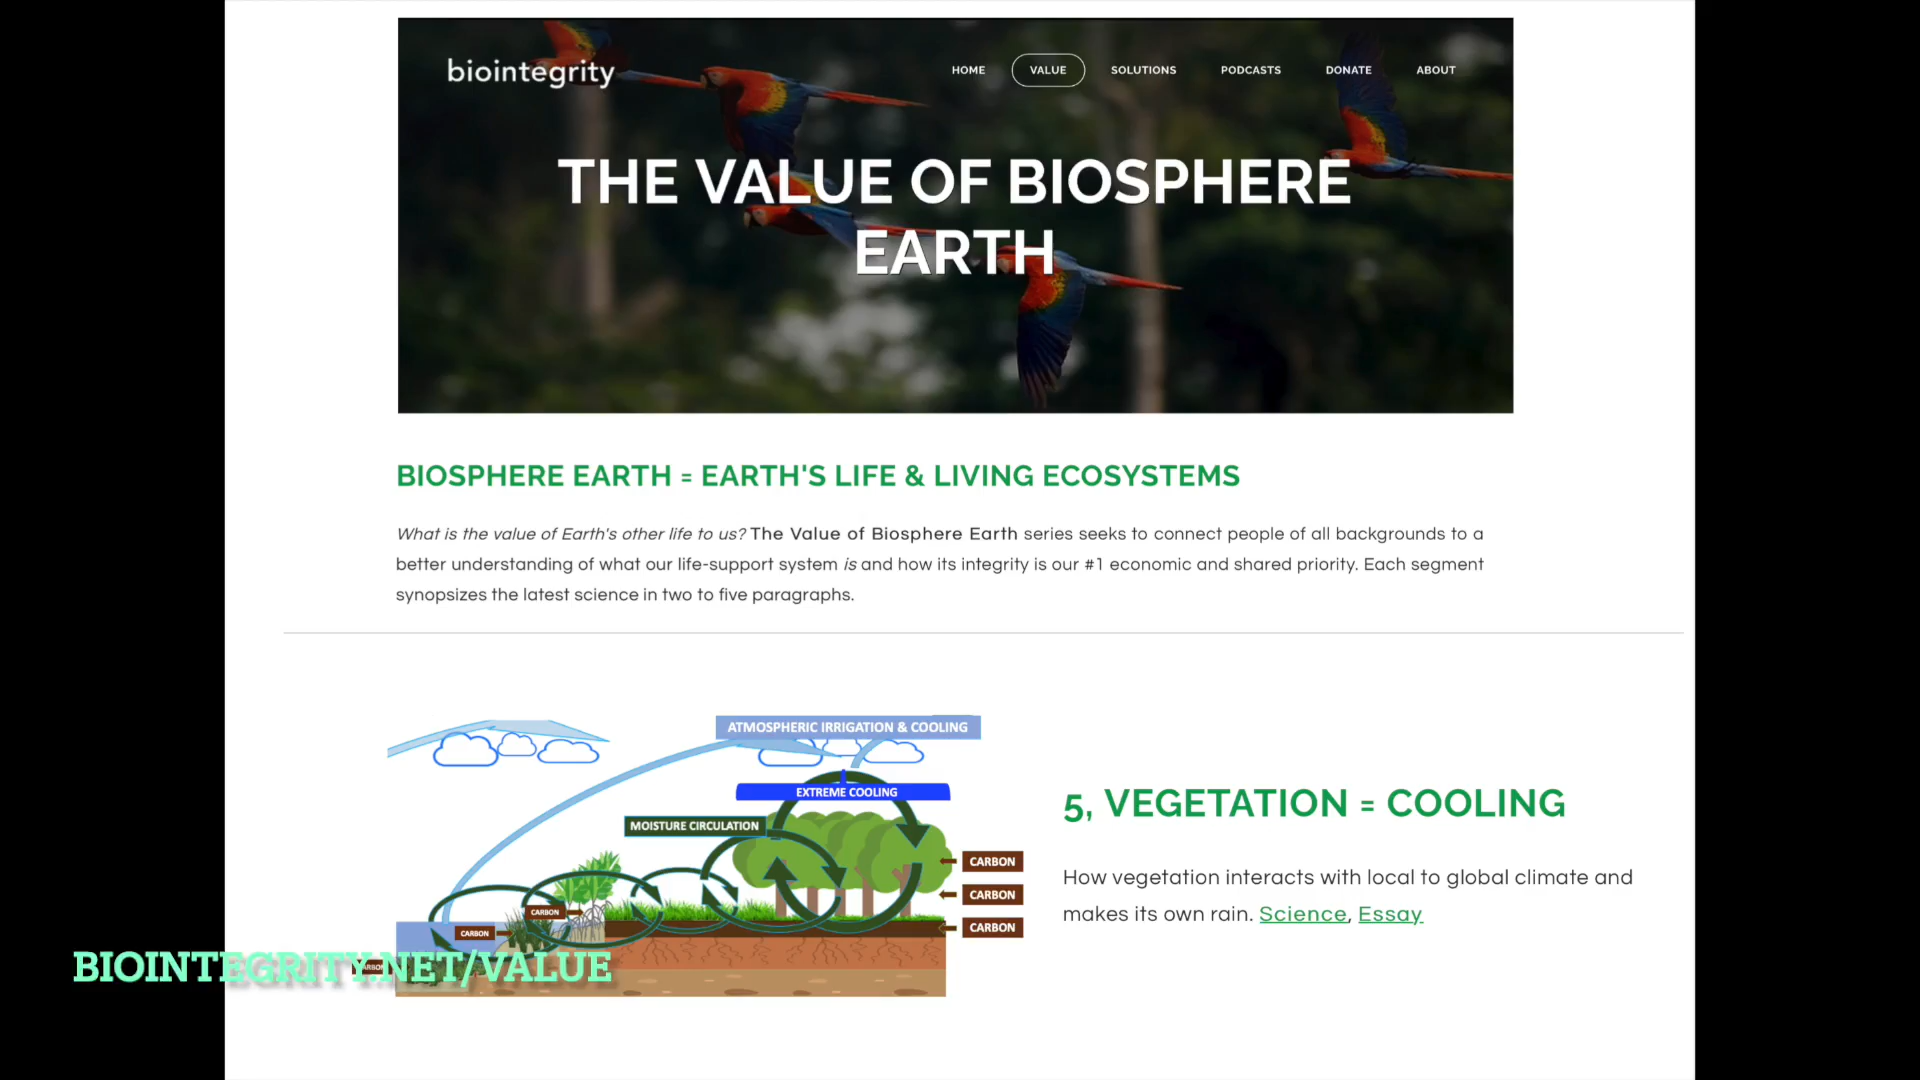 biointegrity
HOME VALUE SOLUTIONS PODCASTS DONATE ABOUT
THE VALUE OF BIOSPHERE
EARTH
BIOSPHERE EARTH = EARTH'S LIFE & LIVING ECOSYSTEMS
What is the value of Earth's other life to us? The Value of Biosphere Earth series seeks to connect people of all backgrounds to a
better understanding of what our life-support system is and how its integrity is our #1 economic and shared priority. Each segment
synopsizes the latest science in two to five paragraphs.
ATMOSPHERIC IRRIGATION & COOLING
EXTREME COOLING
MOISTURE CIRCULATION
CARBON
CARBON
CARBON
CARBON
CARBON
CARBON
5, VEGETATION = COOLING
How vegetation interacts with local to global climate and
makes its own rain. Science, Essay
BIOINTEGRITY.NET/VALUE